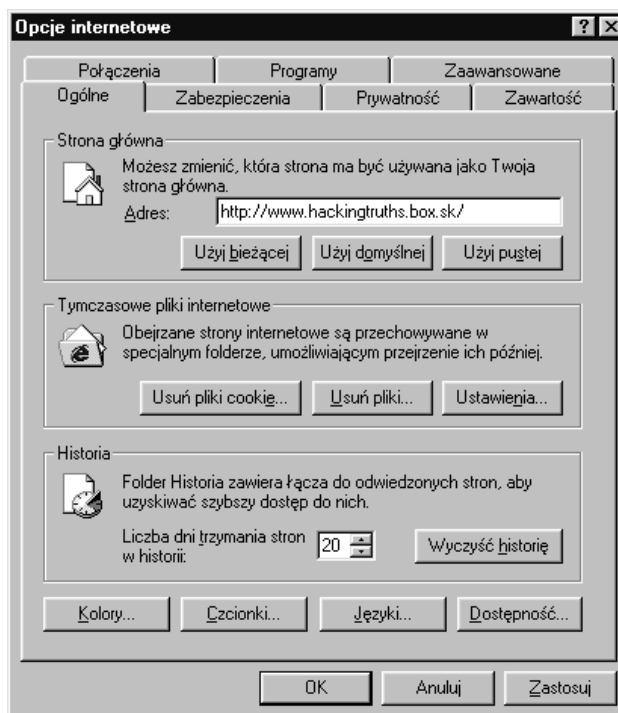 Opcje internetowe
Połączenia Programy Zaawansowane
Ogólne Zabezpieczenia Prywatność Zawartość
Strona główna
Możesz zmienić, która strona ma być używana jako Twoja
strona główna.
Adres: http://www.hackingtruths.box.sk/
Użyj bieżącej Użyj domyślnej Użyj pustej
Tymczasowe pliki internetowe
Obejrzane strony internetowe są przechowywane w
specjalnym folderze, umożliwiającym przejrzenie ich później.
Usuń pliki cookie... Usuń pliki... Ustawienia...
Historia
Folder Historia zawiera łącza do odwiedzonych stron, aby
uzyskiwać szybszy dostęp do nich.
Liczba dni trzymania stron
w historii: 20 Wyczyść historię
Kolory... Czcionki... Języki... Dostępność...
OK Anuluj Zastosuj